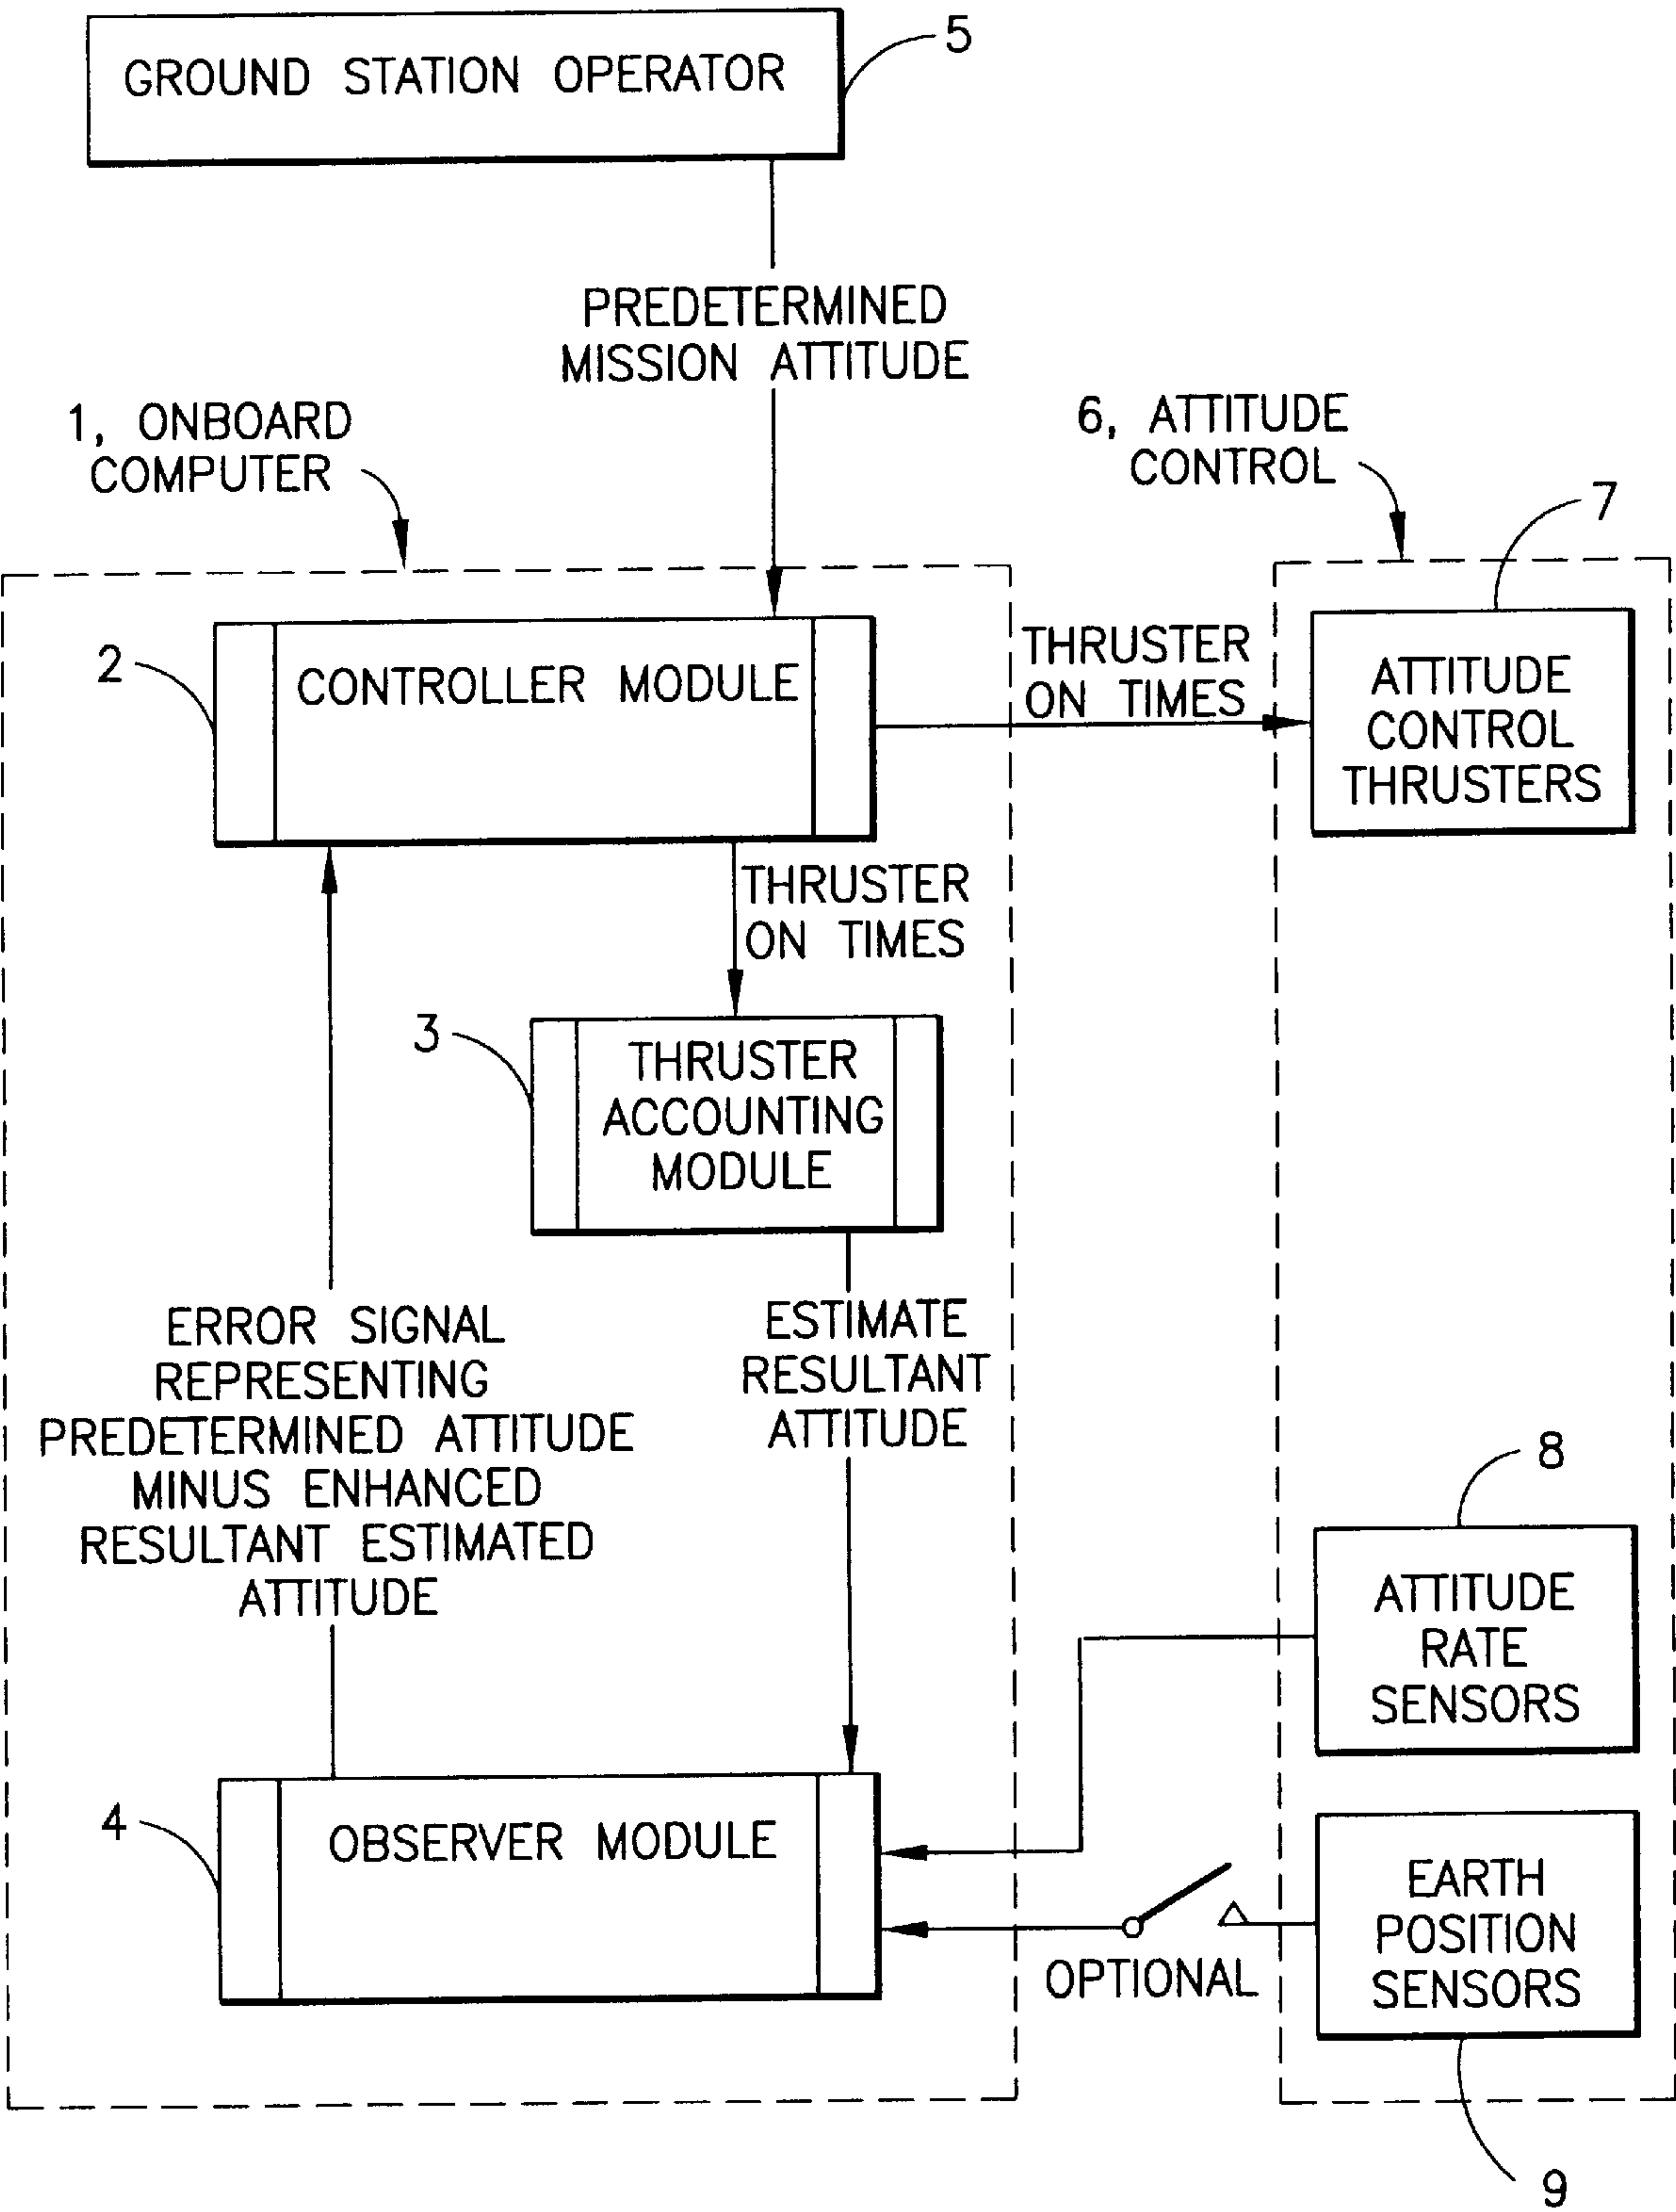 GROUND STATION OPERATOR
5
PREDETERMINED
MISSION ATTITUDE
1, ONBOARD
COMPUTER
6, ATTITUDE
CONTROL
7
2
CONTROLLER MODULE
THRUSTER
ON TIMES
ATTITUDE
CONTROL
THRUSTERS
THRUSTER
ON TIMES
3
THRUSTER
ACCOUNTING
MODULE
ERROR SIGNAL
REPRESENTING
PREDETERMINED ATTITUDE
MINUS ENHANCED
RESULTANT ESTIMATED
ATTITUDE
ESTIMATE
RESULTANT
ATTITUDE
8
ATTITUDE
RATE
SENSORS
4
OBSERVER MODULE
OPTIONAL
EARTH
POSITION
SENSORS
9